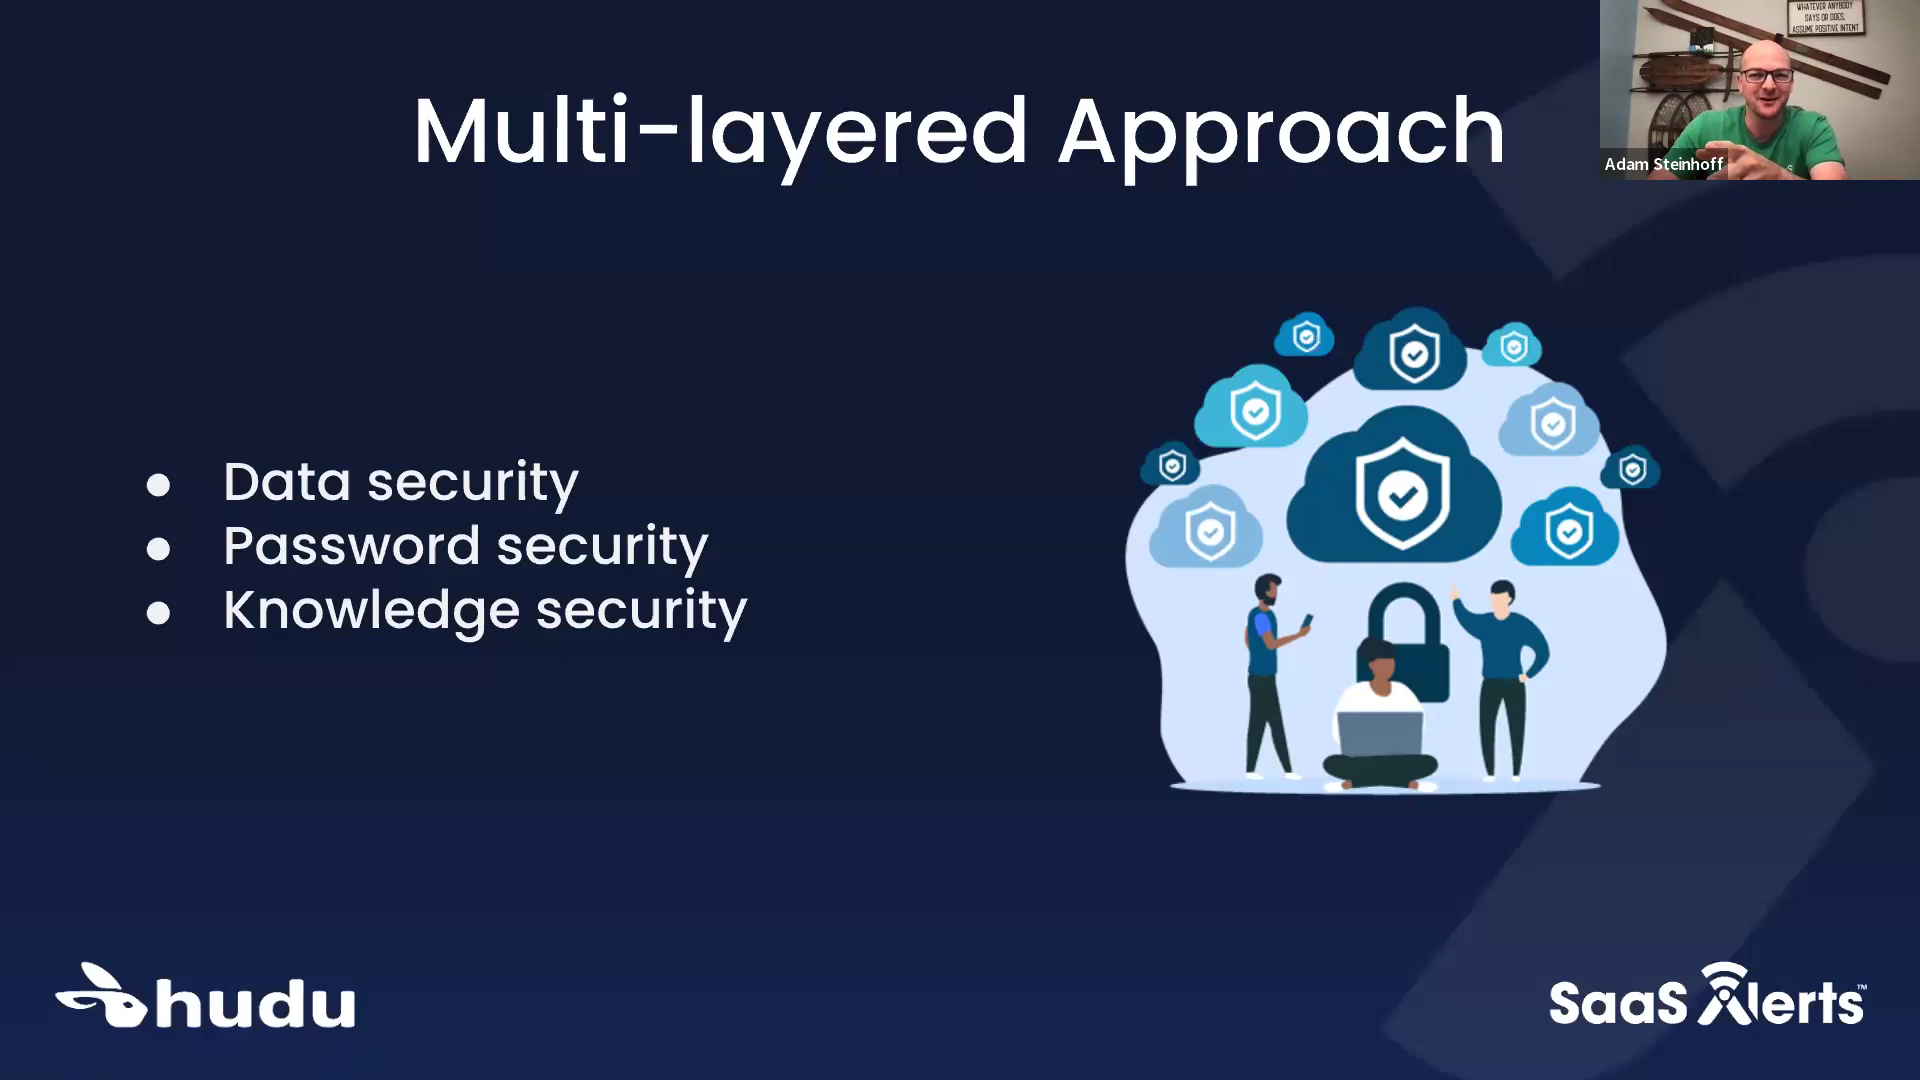 Multi-layered Approach
WHATEVER ANYBODY
SAYS OR DOES,
ASSUME POSITIVE INTENT
Adam Steinhoff
● Data security
● Password security
● Knowledge security
hudu
SaaS Alerts™